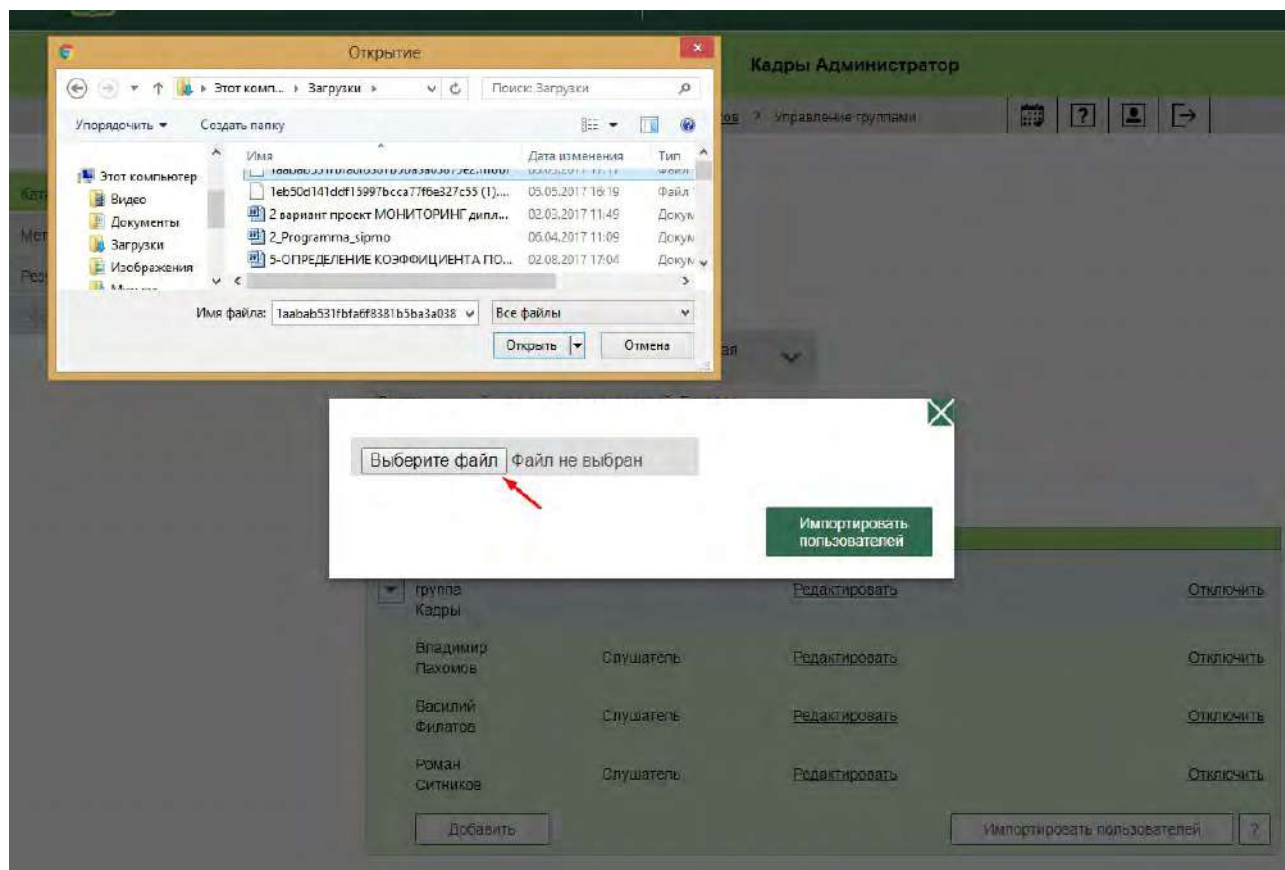 Открытие
Кадры Администратор
Этот комп... Загрузки
Поиск: Загрузки
Управление группами
Упорядочить
Создать папку
Имя
Дата изменения
Тип
Этот компьютер
Видео
Документы
Загрузки
Изображения
1eb50d141ddf15997bcca77f6e327c55 (1)....
05.05.2017 16:19
Файл
2 вариант проект МОНИТОРИНГ дипл...
02.03.2017 11:49
Докум
2_Programma_sipmo
06.04.2017 11:09
Докум
5-ОПРЕДЕЛЕНИЕ КОЭФФИЦИЕНТА ПО...
02.08.2017 17:04
Докум
Имя файла:
1aabab531fbfa6f8381b5ba3a038
Все файлы
Открыть
Отмена
Выберите файл
Файл не выбран
Импортировать
пользователей
группа
Кадры
Редактировать
Отключить
Владимир
Пахомов
Слушатель
Редактировать
Отключить
Василий
Филатов
Слушатель
Редактировать
Отключить
Роман
Ситников
Слушатель
Редактировать
Отключить
Добавить
Импортировать пользователей
?